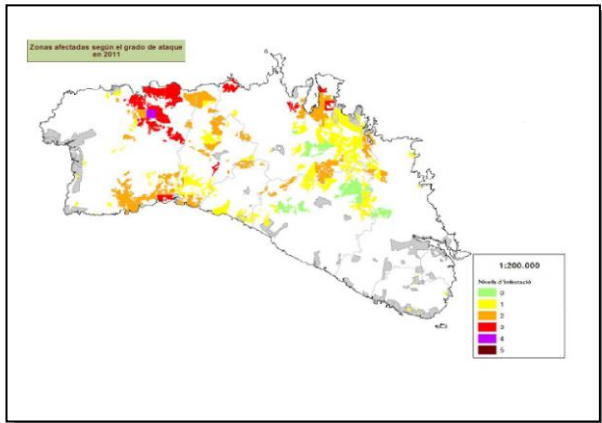 Zonas afectadas según el grado de ataque
en 2011
1:200.000
Nivells d'Infestació
0
1
2
3
4
5